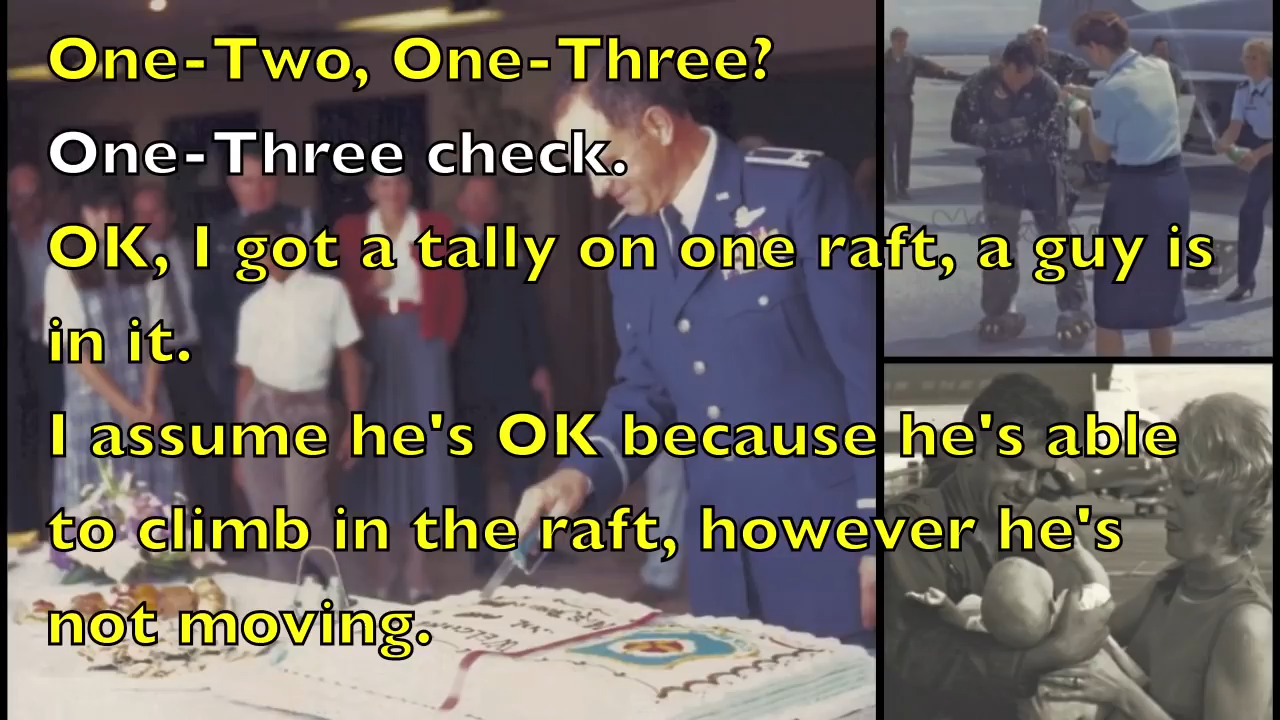 One-Two, One-Three?
One-Three check.
OK, I got a tally on one raft, a guy is
in it.
I assume he's OK because he's able
to climb in the raft, however he's
not moving.